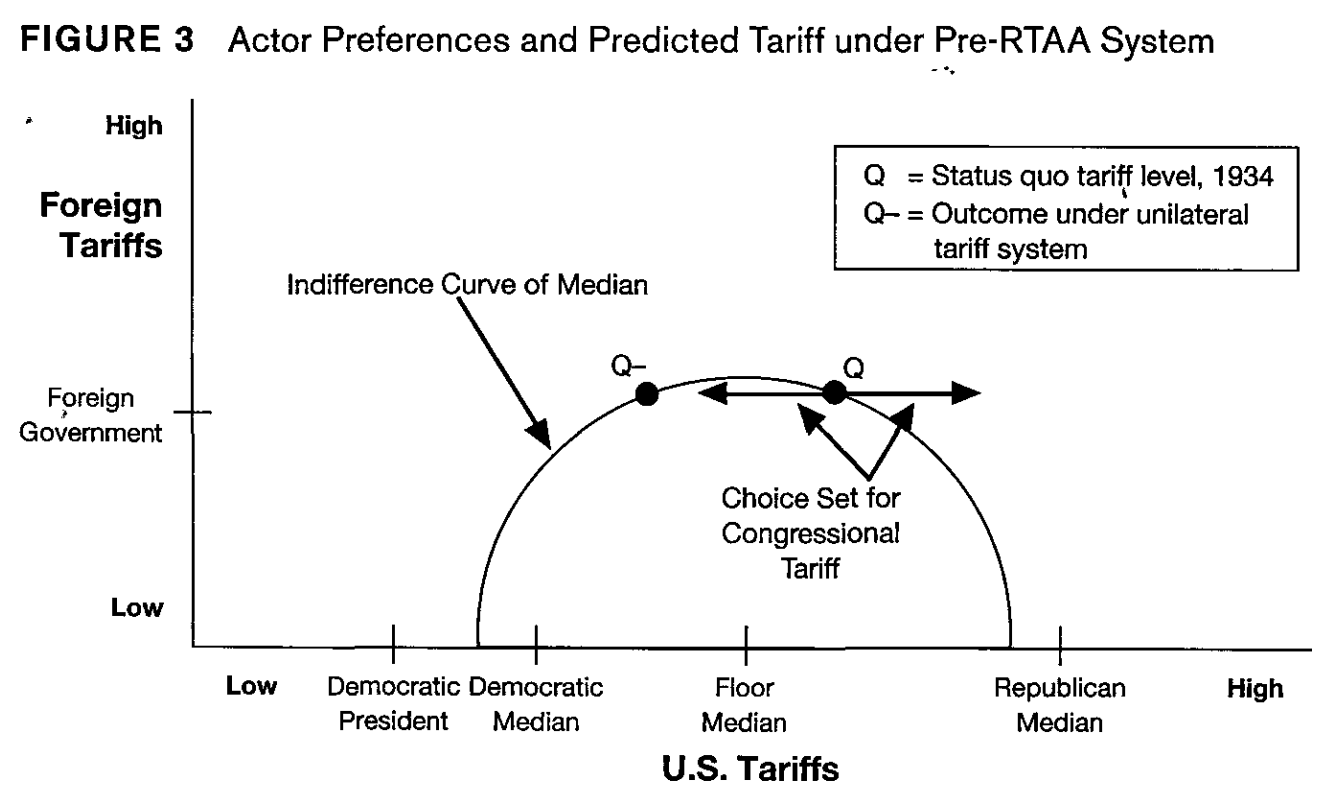 FIGURE 3 Actor Preferences and Predicted Tariff under Pre-RTAA System
High
Foreign
Tariffs
Q = Status quo tariff level, 1934
Q– = Outcome under unilateral
tariff system
Indifference Curve of Median
Q–
Q
Foreign
Government
Choice Set for
Congressional
Tariff
Low
Low
Democratic
President
Democratic
Median
Floor
Median
Republican
Median
High
U.S. Tariffs